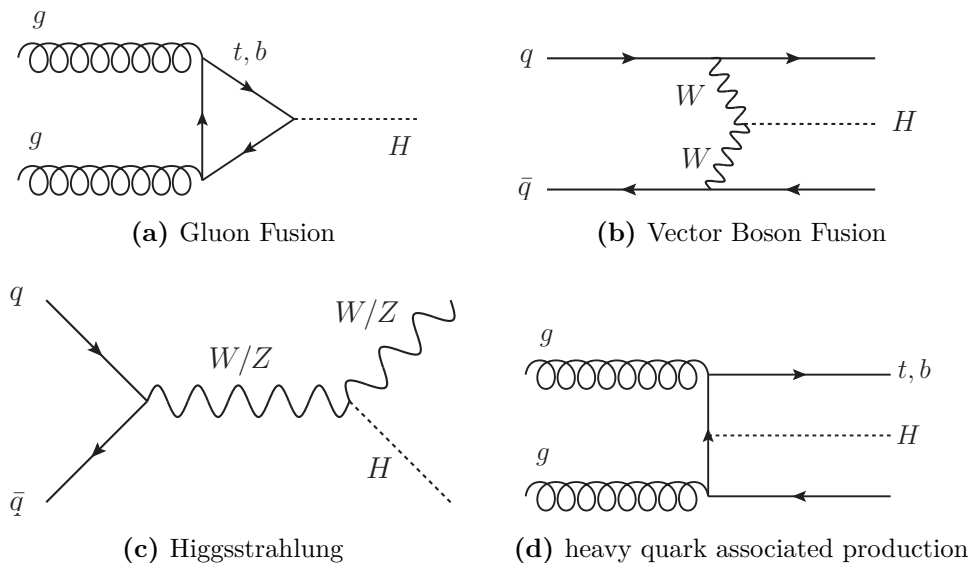 g
t, b
g
H
(a) Gluon Fusion
q
W
H
W
q̄
(b) Vector Boson Fusion
q
W/Z
W/Z
q̄
H
(c) Higgsstrahlung
g
t, b
H
g
(d) heavy quark associated production